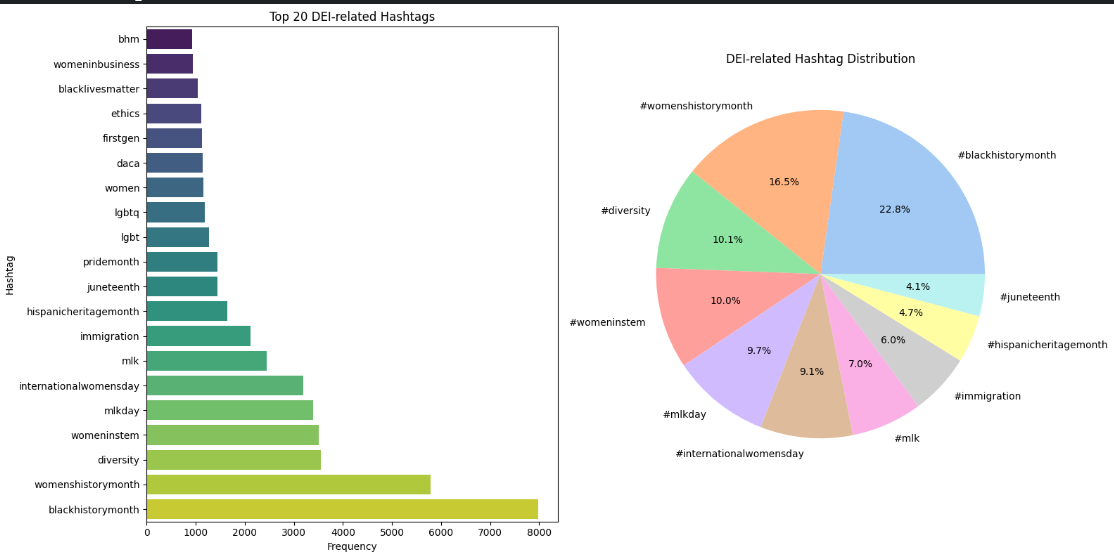 Top 20 DEI-related Hashtags
bhm
womeninbusiness
blacklivesmatter
ethics
firstgen
daca
women
lgbtq
lgbt
pridemonth
juneteenth
hispanicheritagemonth
immigration
mlk
internationalwomensday
mlkday
womeninstem
diversity
womenshistorymonth
blackhistorymonth
Hashtag
0 1000 2000 3000 4000 5000 6000 7000 8000
Frequency
DEI-related Hashtag Distribution
#womenshistorymonth
#blackhistorymonth
16.5%
22.8%
#diversity
10.1%
#womeninstem
10.0%
4.1%
#juneteenth
4.7%
#hispanicheritagemonth
9.7%
6.0%
9.1%
7.0%
#immigration
#mlkday
#mlk
#internationalwomensday